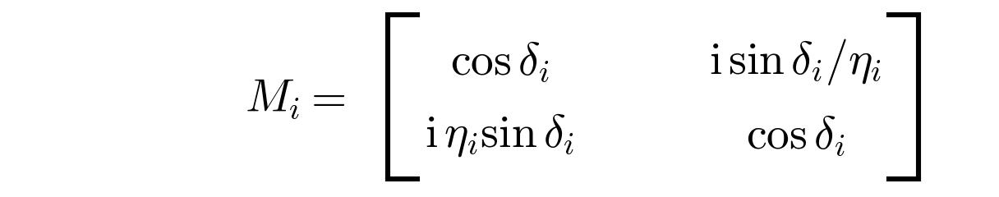 M_i = [ cos δ_i    i sin δ_i/η_i
i η_i sin δ_i    cos δ_i ]